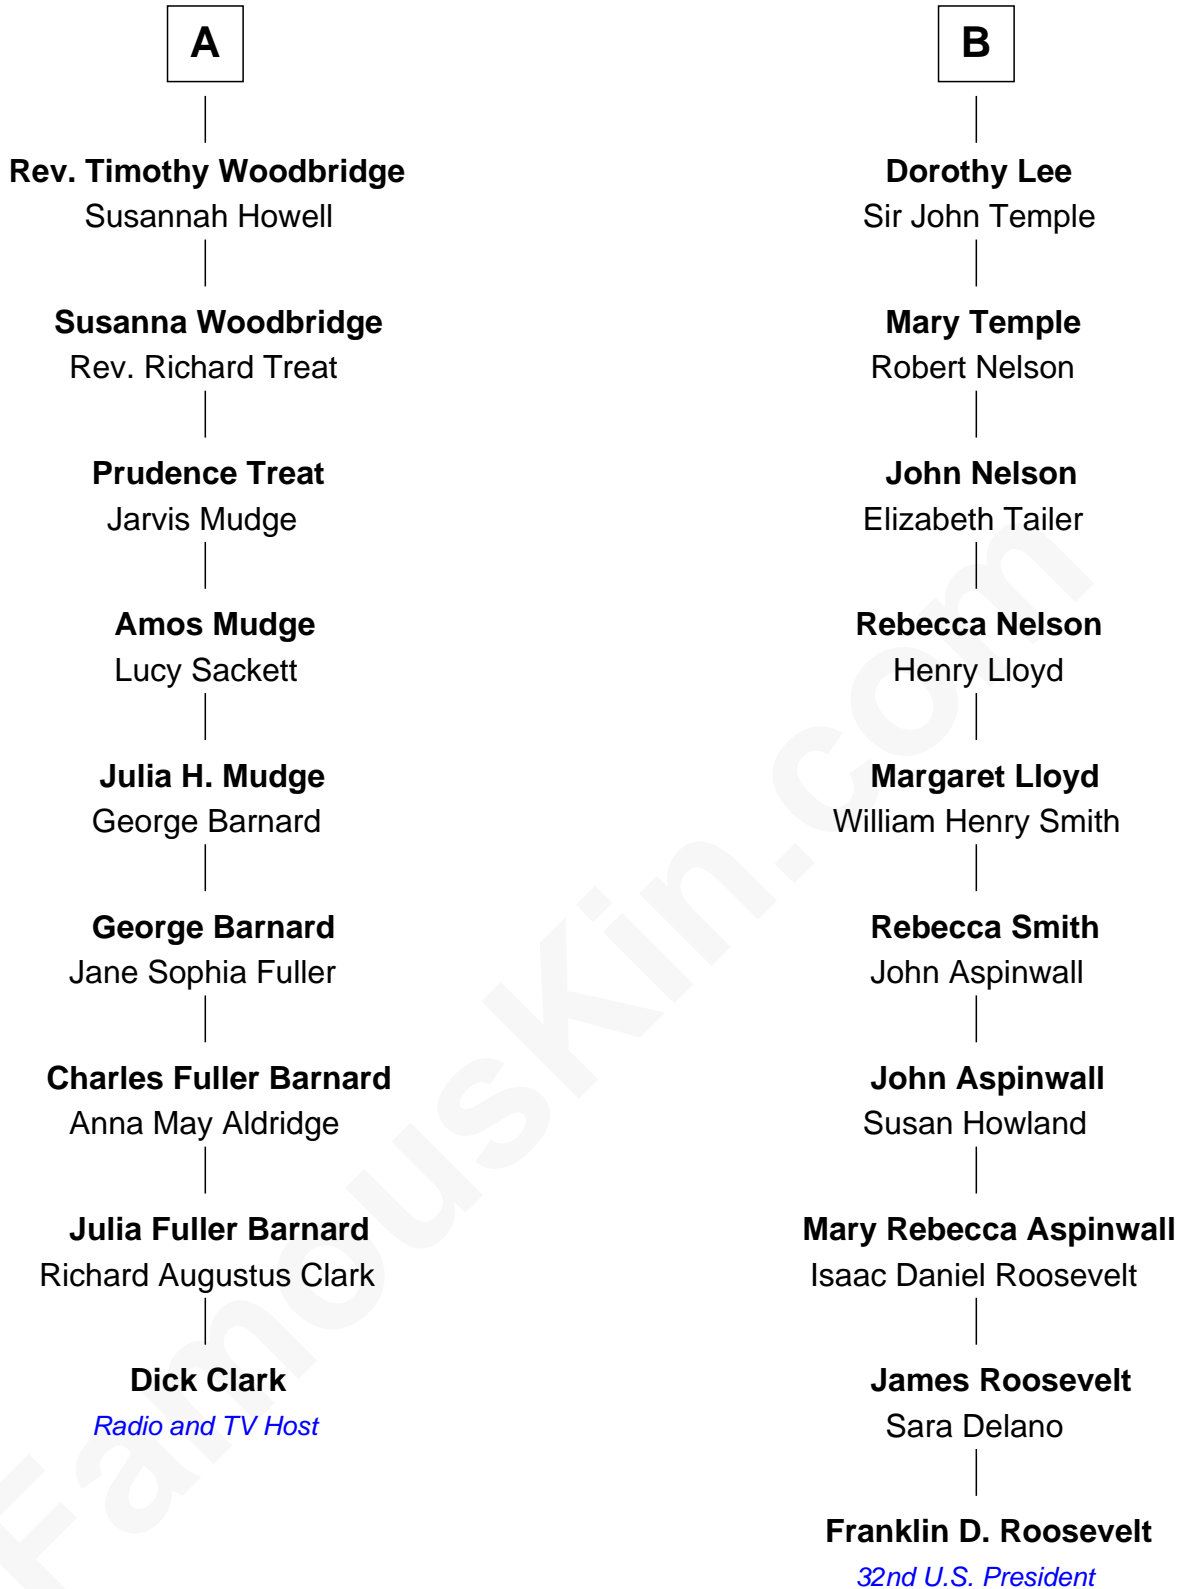 A
Rev. Timothy Woodbridge
Susannah Howell
Susanna Woodbridge
Rev. Richard Treat
Prudence Treat
Jarvis Mudge
Amos Mudge
Lucy Sackett
Julia H. Mudge
George Barnard
George Barnard
Jane Sophia Fuller
Charles Fuller Barnard
Anna May Aldridge
Julia Fuller Barnard
Richard Augustus Clark
Dick Clark
Radio and TV Host
B
Dorothy Lee
Sir John Temple
Mary Temple
Robert Nelson
John Nelson
Elizabeth Tailer
Rebecca Nelson
Henry Lloyd
Margaret Lloyd
William Henry Smith
Rebecca Smith
John Aspinwall
John Aspinwall
Susan Howland
Mary Rebecca Aspinwall
Isaac Daniel Roosevelt
James Roosevelt
Sara Delano
Franklin D. Roosevelt
32nd U.S. President
FamousKin.com